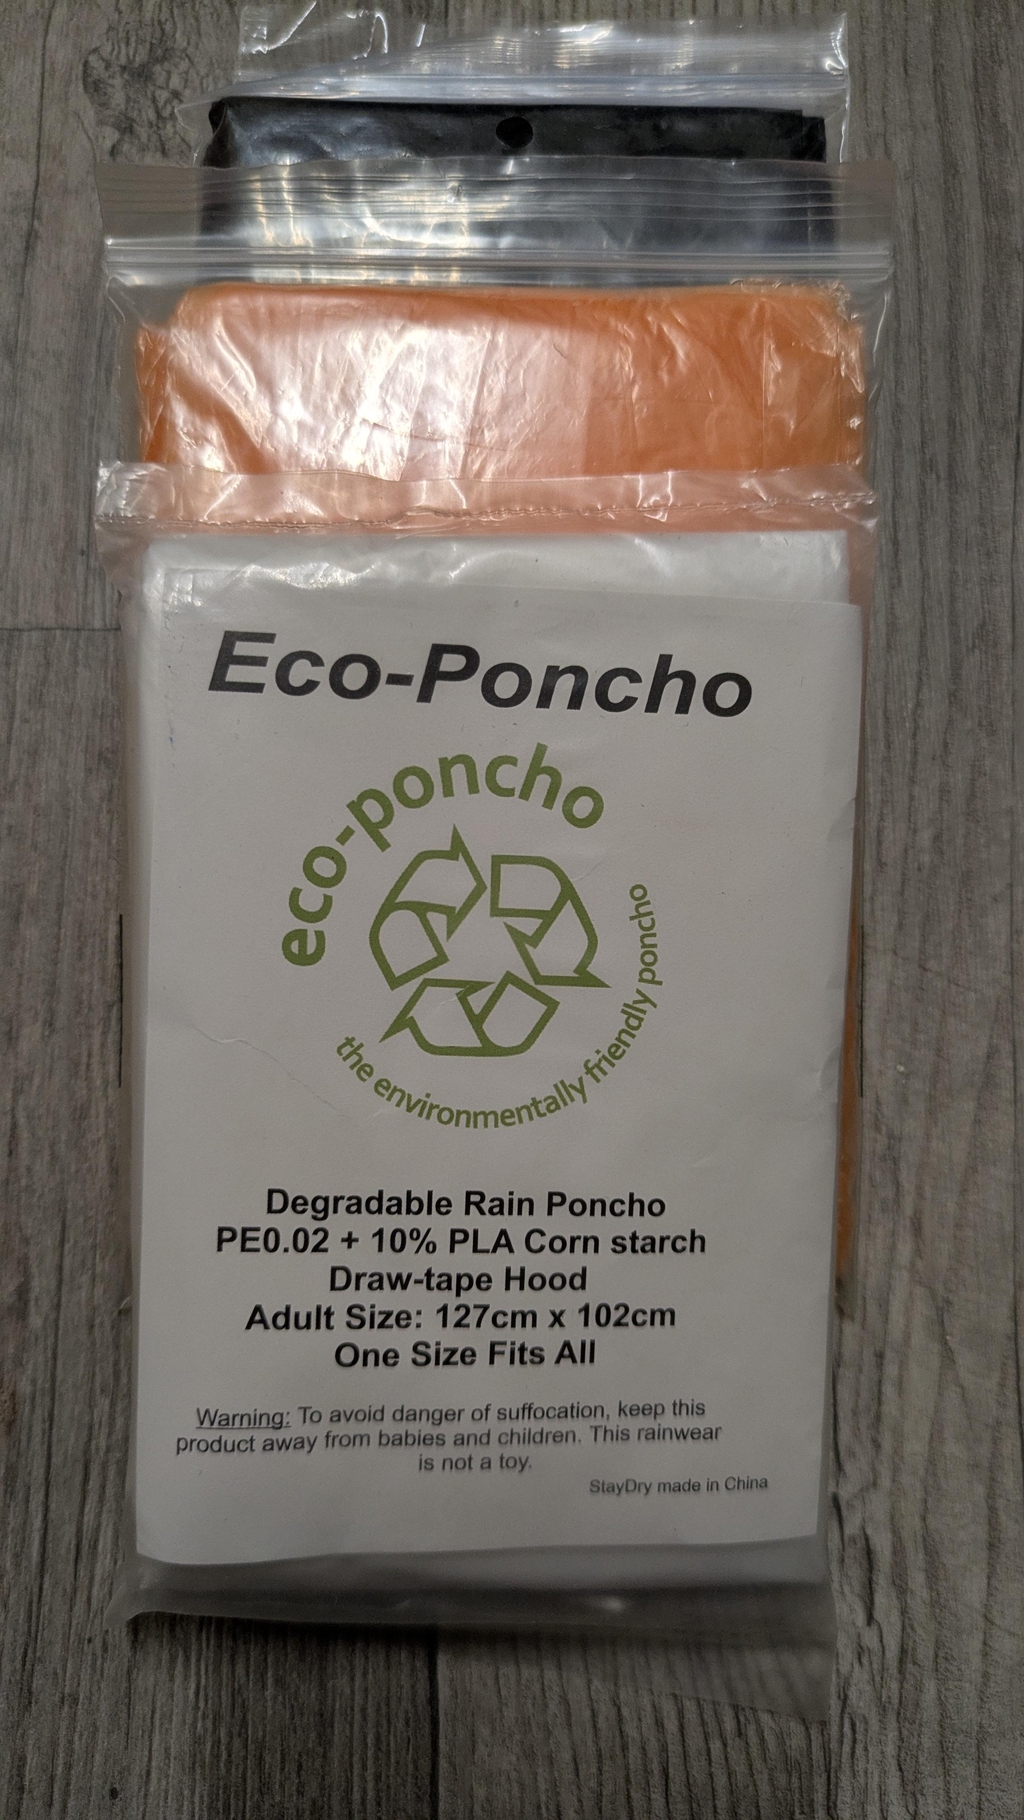 Eco-Poncho
eco-poncho
the environmentally friendly poncho
Degradable Rain Poncho
PE0.02 + 10% PLA Corn starch
Draw-tape Hood
Adult Size: 127cm x 102cm
One Size Fits All
Warning: To avoid danger of suffocation, keep this
product away from babies and children. This rainwear
is not a toy.
StayDry made in China